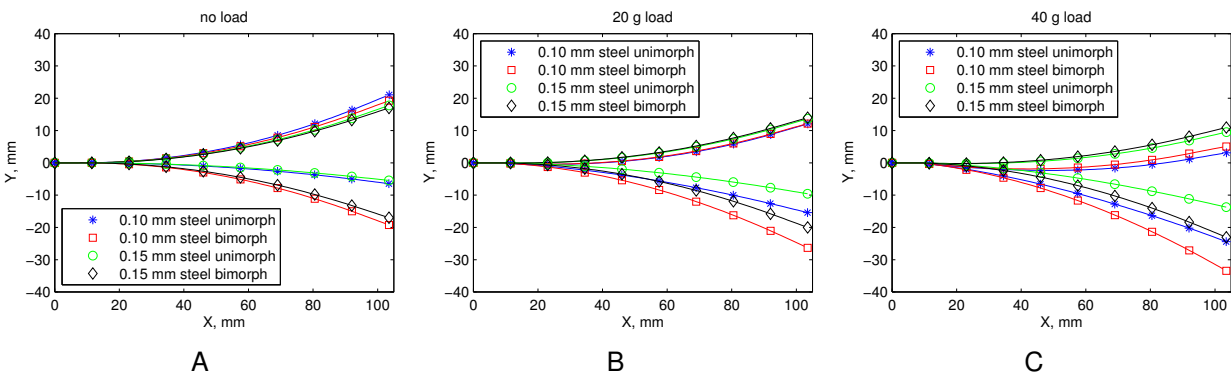 no load
40
30
20
10
0
−10
−20
−30
−40
Y, mm
0.10 mm steel unimorph
0.10 mm steel bimorph
0.15 mm steel unimorph
0.15 mm steel bimorph
0 20 40 60 80 100
X, mm
A
20 g load
40
30
20
10
0
−10
−20
−30
−40
Y, mm
0.10 mm steel unimorph
0.10 mm steel bimorph
0.15 mm steel unimorph
0.15 mm steel bimorph
0 20 40 60 80 100
X, mm
B
40 g load
40
30
20
10
0
−10
−20
−30
−40
Y, mm
0.10 mm steel unimorph
0.10 mm steel bimorph
0.15 mm steel unimorph
0.15 mm steel bimorph
0 20 40 60 80 100
X, mm
C